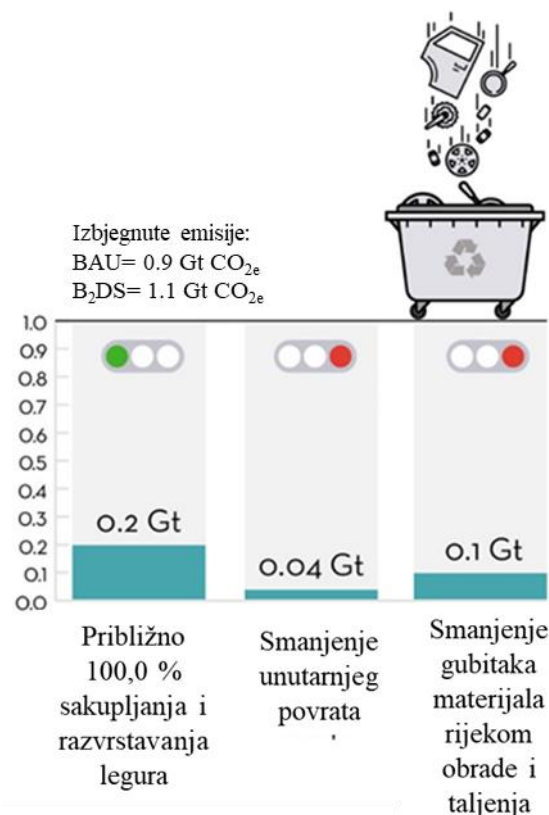 Izbjegnute emisije:
BAU= 0.9 Gt CO2e
B2DS= 1.1 Gt CO2e
1.0
0.9
0.8
0.7
0.6
0.5
0.4
0.3
0.2
0.1
0.0
0.2 Gt
0.04 Gt
0.1 Gt
Približno
100,0 %
sakupljanja i
razvrstavanja
legura
Smanjenje
unutarnjeg
povrata
Smanjenje
gubitaka
materijala
rijekom
obrade i
taljenja